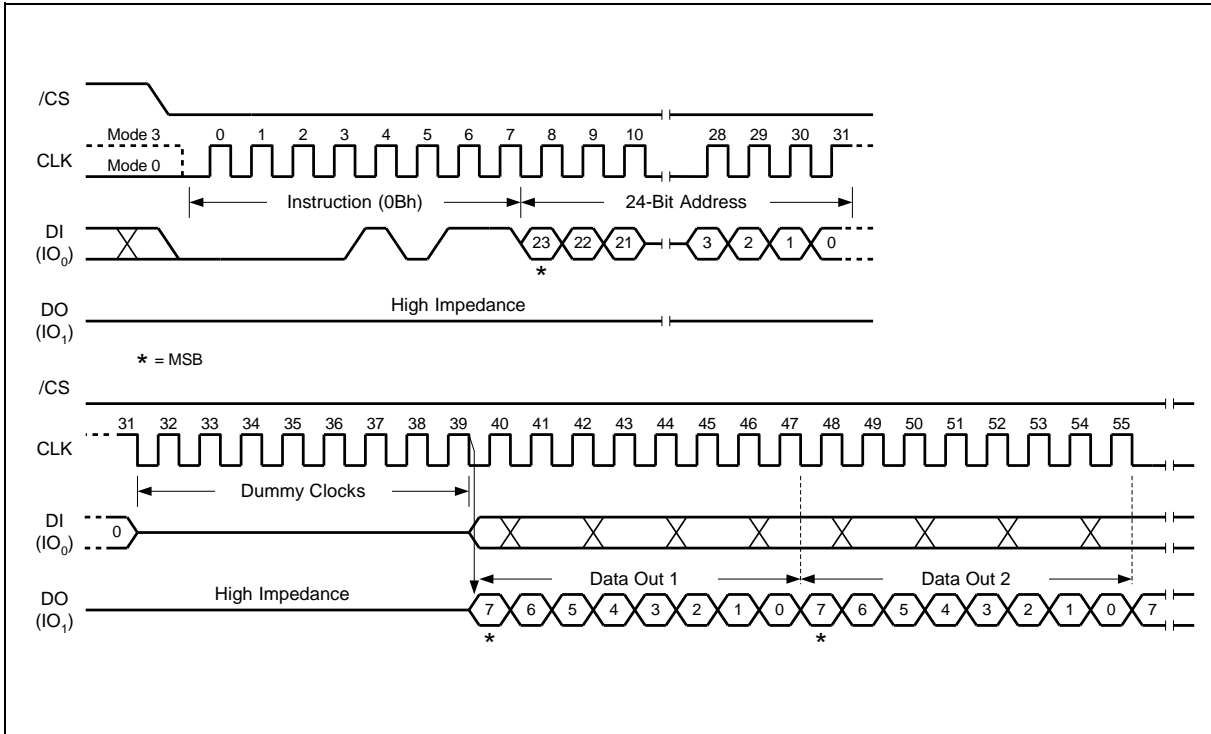 /CS
Mode 3 0 1 2 3 4 5 6 7 8 9 10 28 29 30 31
CLK
Mode 0
Instruction (0Bh) 24-Bit Address
DI
(IO0)
23 22 21 3 2 1 0
*
High Impedance
DO
(IO1)
* = MSB
/CS
31 32 33 34 35 36 37 38 39 40 41 42 43 44 45 46 47 48 49 50 51 52 53 54 55
CLK
Dummy Clocks
DI
(IO0)
0
Data Out 1 Data Out 2
High Impedance
DO
(IO1)
7 6 5 4 3 2 1 0 7 6 5 4 3 2 1 0 7
* *